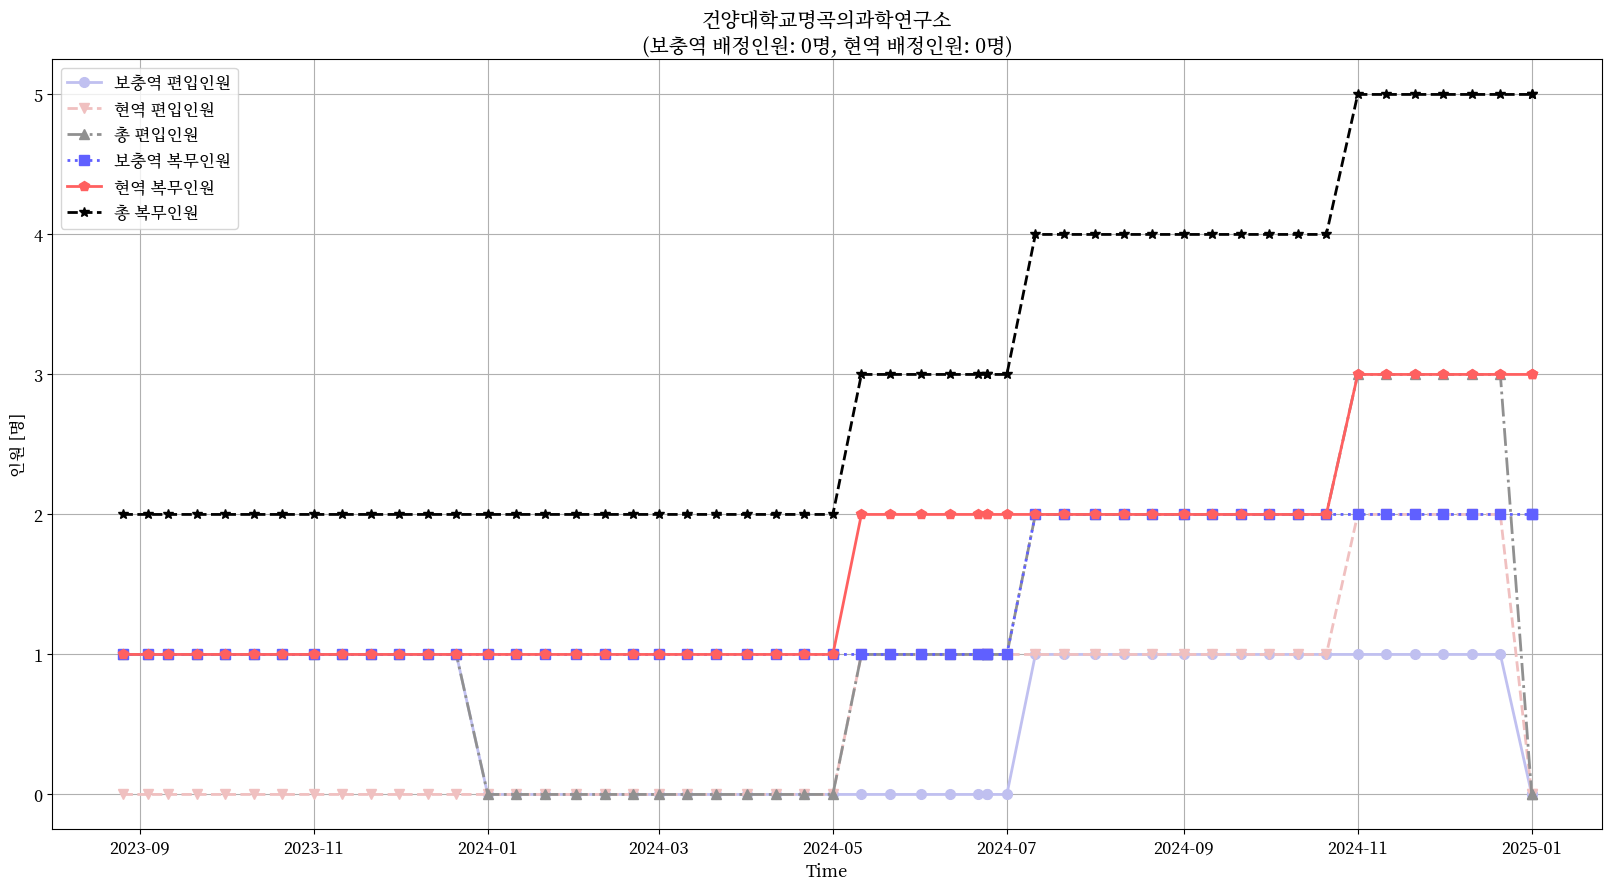 건양대학교명곡의과학연구소
(보충역 배정인원: 0명, 현역 배정인원: 0명)
보충역 편입인원
현역 편입인원
총 편입인원
보충역 복무인원
현역 복무인원
총 복무인원
5
4
3
2
1
0
인원 [명]
2023-09
2023-11
2024-01
2024-03
2024-05
2024-07
2024-09
2024-11
2025-01
Time